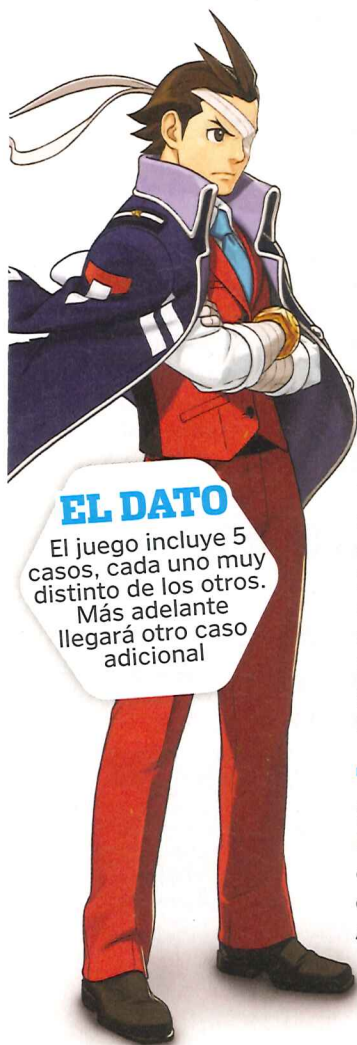 EL DATO
El juego incluye 5
casos, cada uno muy
distinto de los otros.
Más adelante
llegará otro caso
adicional